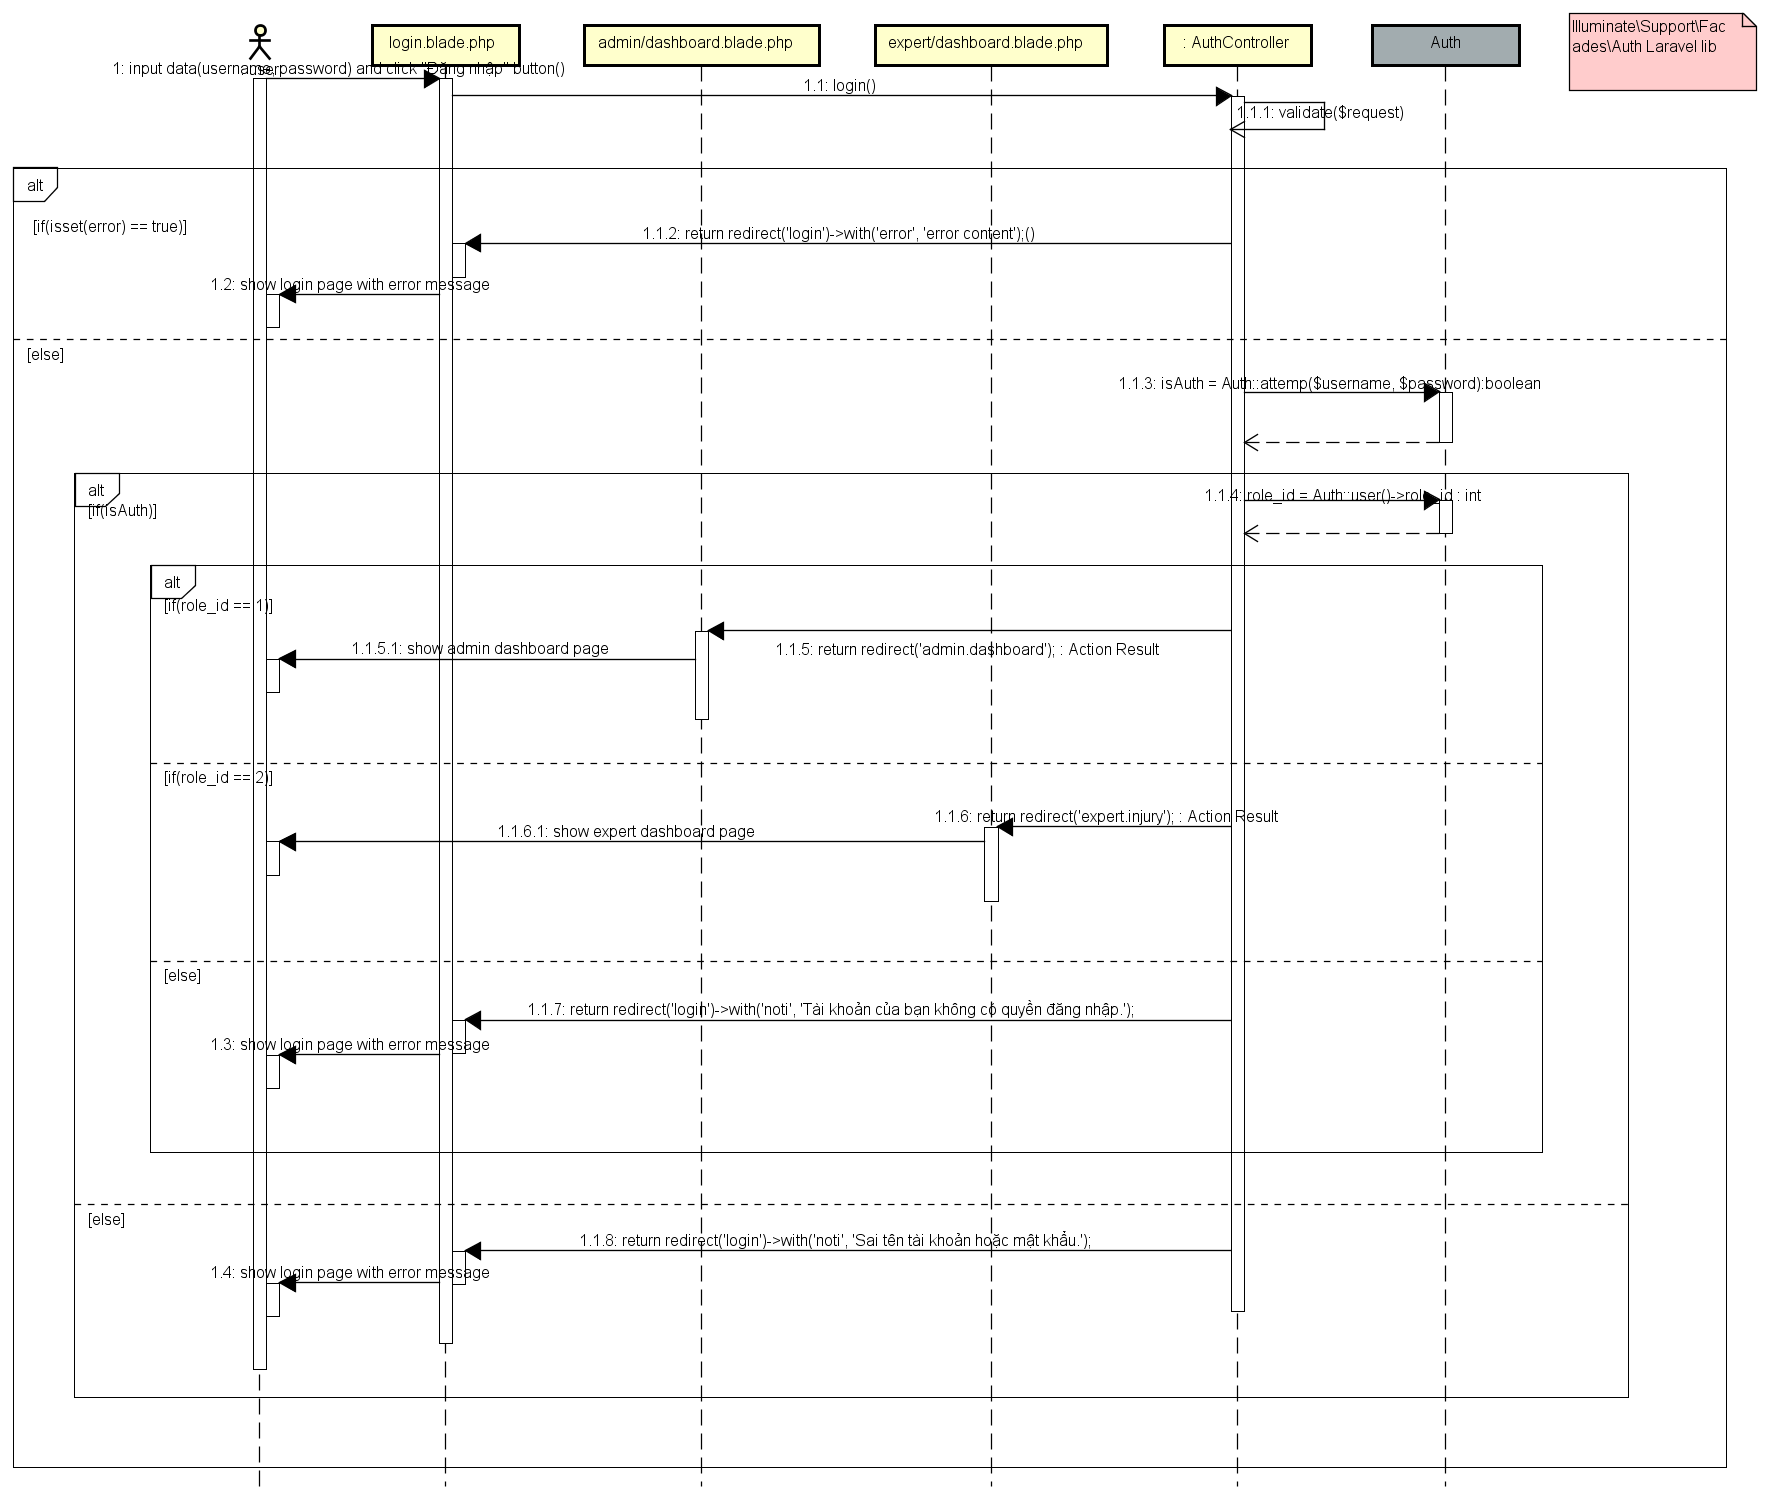 login.blade.php
admin/dashboard.blade.php
expert/dashboard.blade.php
: AuthController
Auth
Illuminate\Support\Fac
ades\Auth Laravel lib
User
1: input data(username, password) and click "Đăng nhập" button()
1.1: login()
1.1.1: validate($request)
alt
[if(isset(error) == true)]
1.1.2: return redirect('login')->with('error', 'error content');()
1.2: show login page with error message
[else]
1.1.3: isAuth = Auth::attemp($username, $password):boolean
alt
[if(isAuth)]
1.1.4: role_id = Auth::user()->role_id : int
alt
[if(role_id == 1)]
1.1.5.1: show admin dashboard page
1.1.5: return redirect('admin.dashboard'); : Action Result
[if(role_id == 2)]
1.1.6: return redirect('expert.injury'); : Action Result
1.1.6.1: show expert dashboard page
[else]
1.1.7: return redirect('login')->with('noti', 'Tài khoản của bạn không có quyền đăng nhập.');
1.3: show login page with error message
[else]
1.1.8: return redirect('login')->with('noti', 'Sai tên tài khoản hoặc mật khẩu.');
1.4: show login page with error message